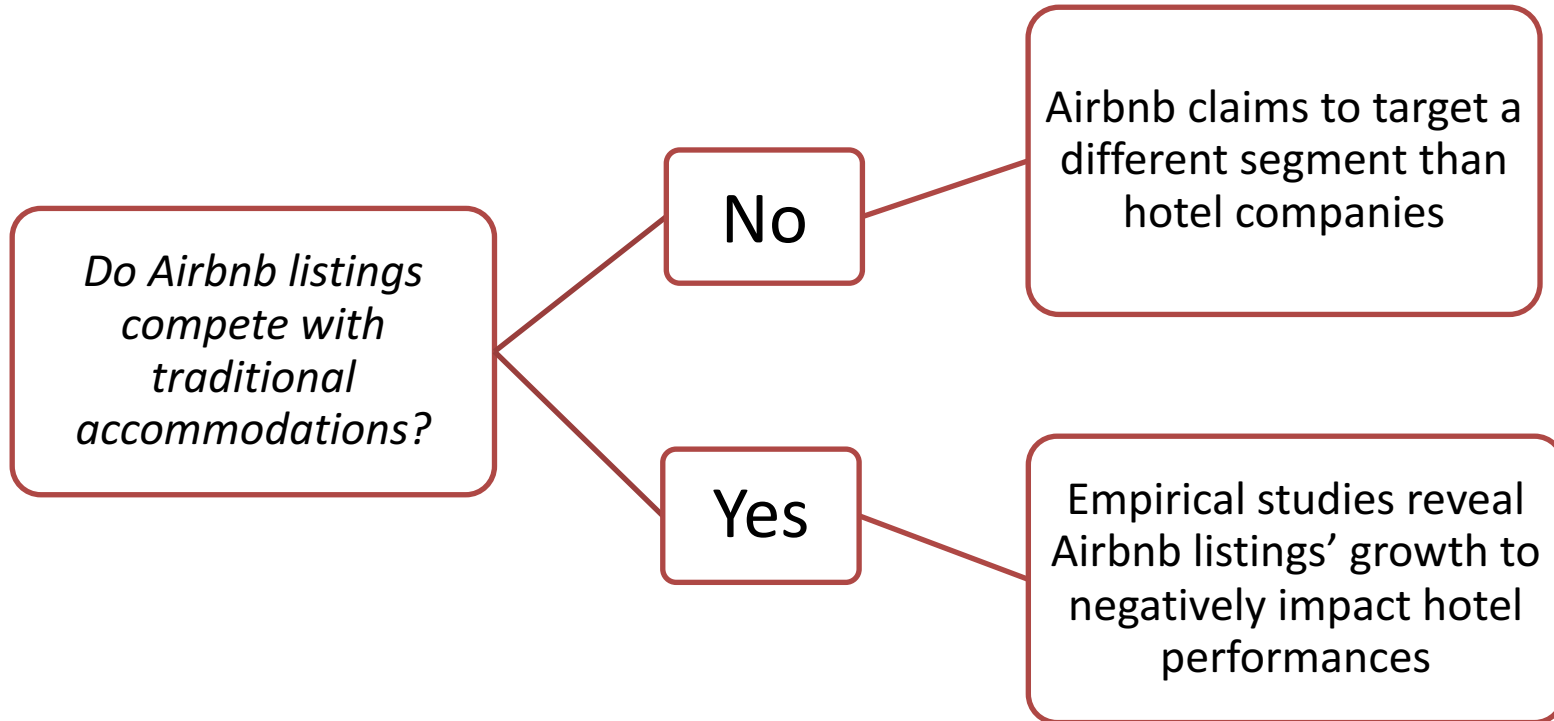 Do Airbnb listings
compete with
traditional
accommodations?
No
Airbnb claims to target a
different segment than
hotel companies
Yes
Empirical studies reveal
Airbnb listings’ growth to
negatively impact hotel
performances